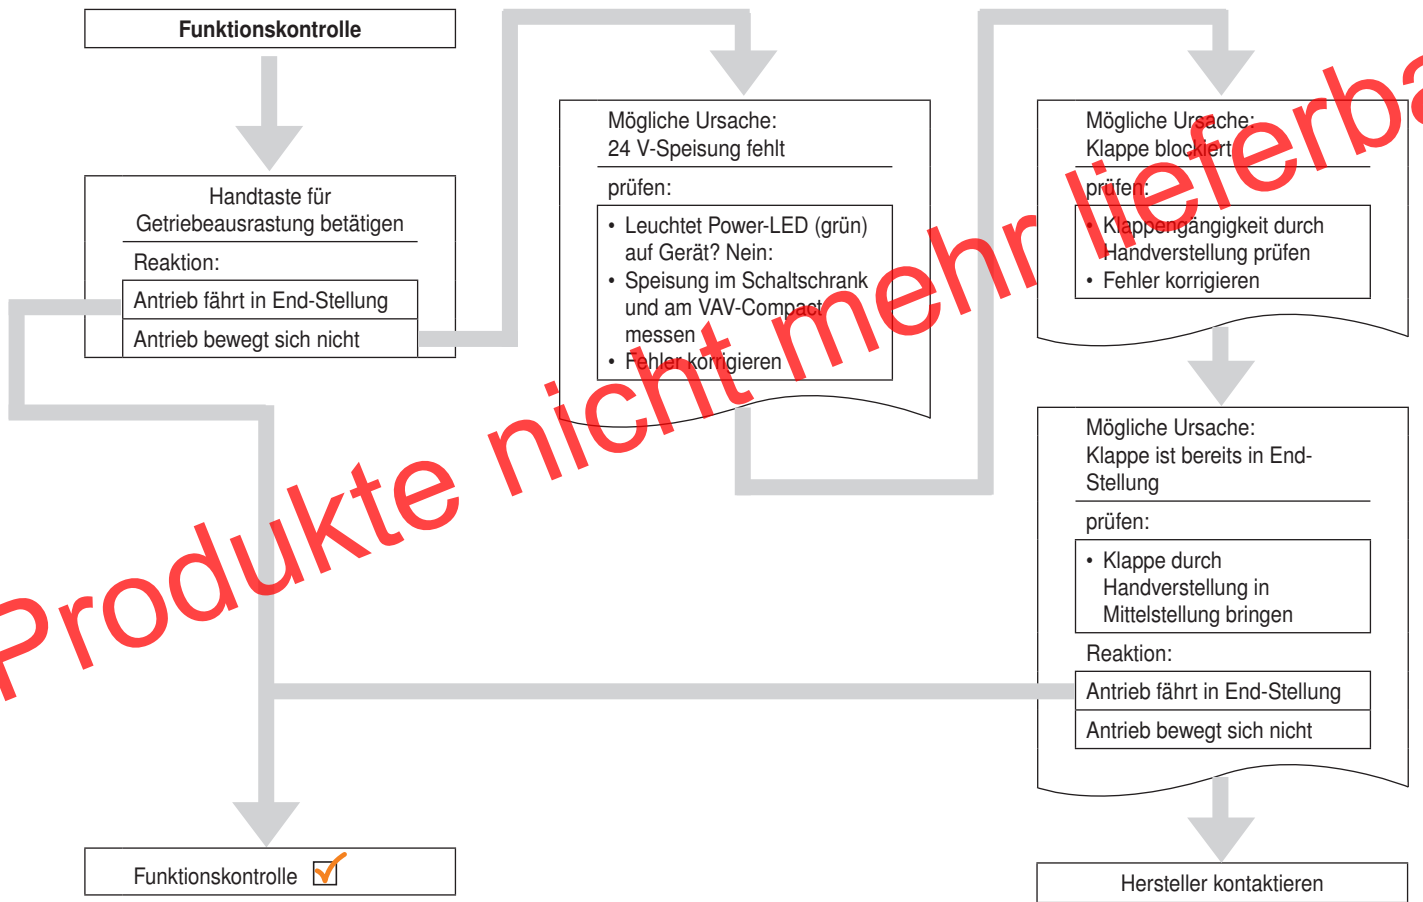 Funktionskontrolle
Handtaste für
Getriebeausrastung betätigen
Reaktion:
Antrieb fährt in End-Stellung
Antrieb bewegt sich nicht
Mögliche Ursache:
24 V-Speisung fehlt
prüfen:
• Leuchtet Power-LED (grün)
auf Gerät? Nein:
• Speisung im Schaltschrank
und am VAV-Compact
messen
• Fehler korrigieren
Mögliche Ursache:
Klappe blockiert
prüfen:
• Klappengängigkeit durch
Handverstellung prüfen
• Fehler korrigieren
Mögliche Ursache:
Klappe ist bereits in End-
Stellung
prüfen:
• Klappe durch
Handverstellung in
Mittelstellung bringen
Reaktion:
Antrieb fährt in End-Stellung
Antrieb bewegt sich nicht
Funktionskontrolle
Hersteller kontaktieren
Produkte nicht mehr lieferba